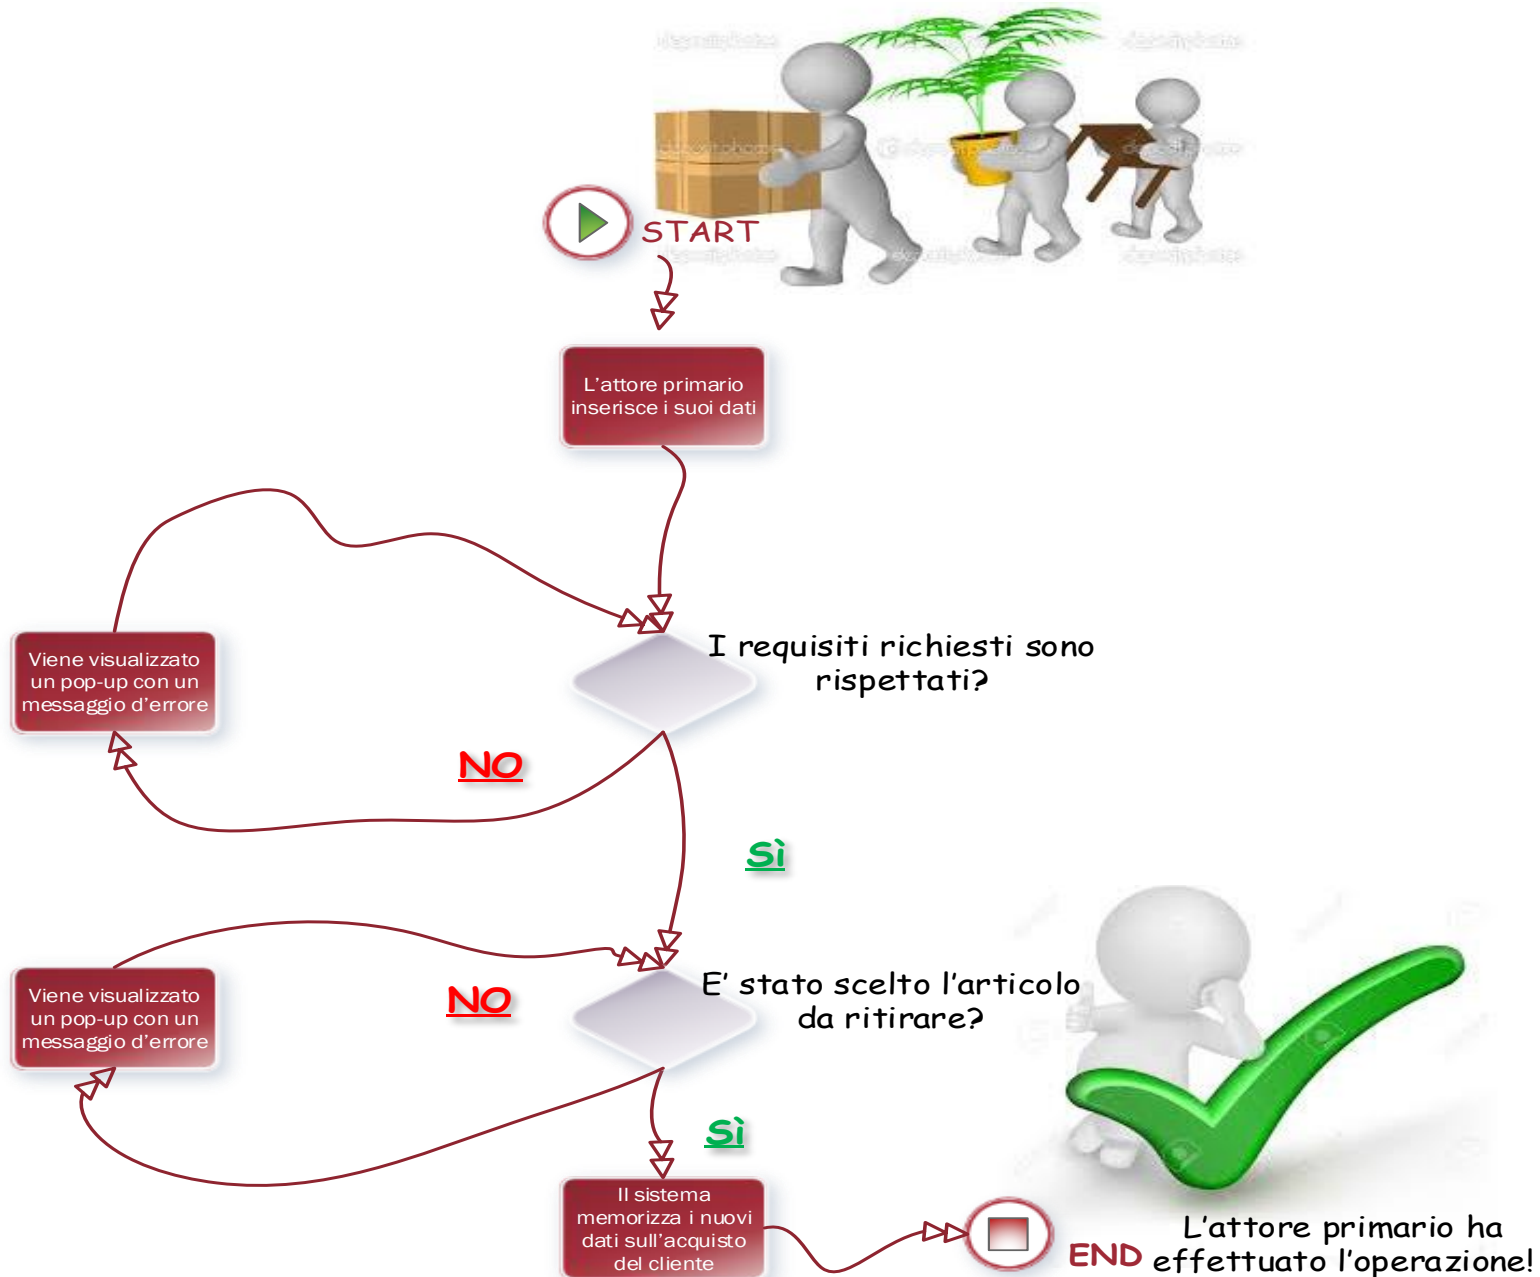 START
L'attore primario
inserisce i suoi dati
I requisiti richiesti sono
rispettati?
Viene visualizzato
un pop-up con un
messaggio d'errore
NO
Sì
E' stato scelto l'articolo
da ritirare?
Viene visualizzato
un pop-up con un
messaggio d'errore
NO
Sì
Il sistema
memorizza i nuovi
dati sull'acquisto
del cliente
END
L'attore primario ha
effettuato l'operazione!